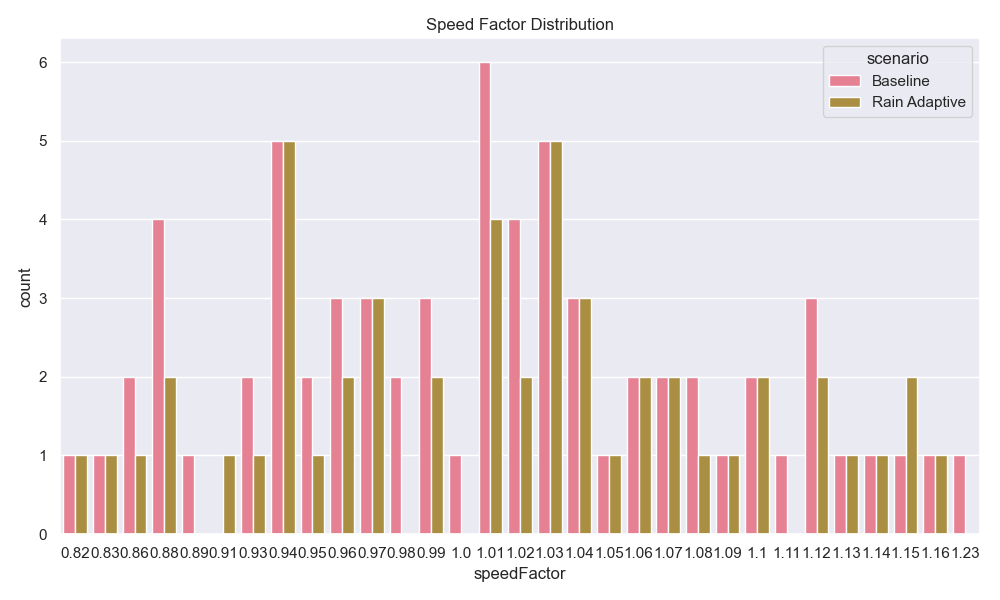 Speed Factor Distribution
scenario
Baseline
Rain Adaptive
count
6
5
4
3
2
1
0
0.82 0.83 0.86 0.88 0.89 0.91 0.93 0.94 0.95 0.96 0.97 0.98 0.99 1.0 1.01 1.02 1.03 1.04 1.05 1.06 1.07 1.08 1.09 1.1 1.11 1.12 1.13 1.14 1.15 1.16 1.23
speedFactor